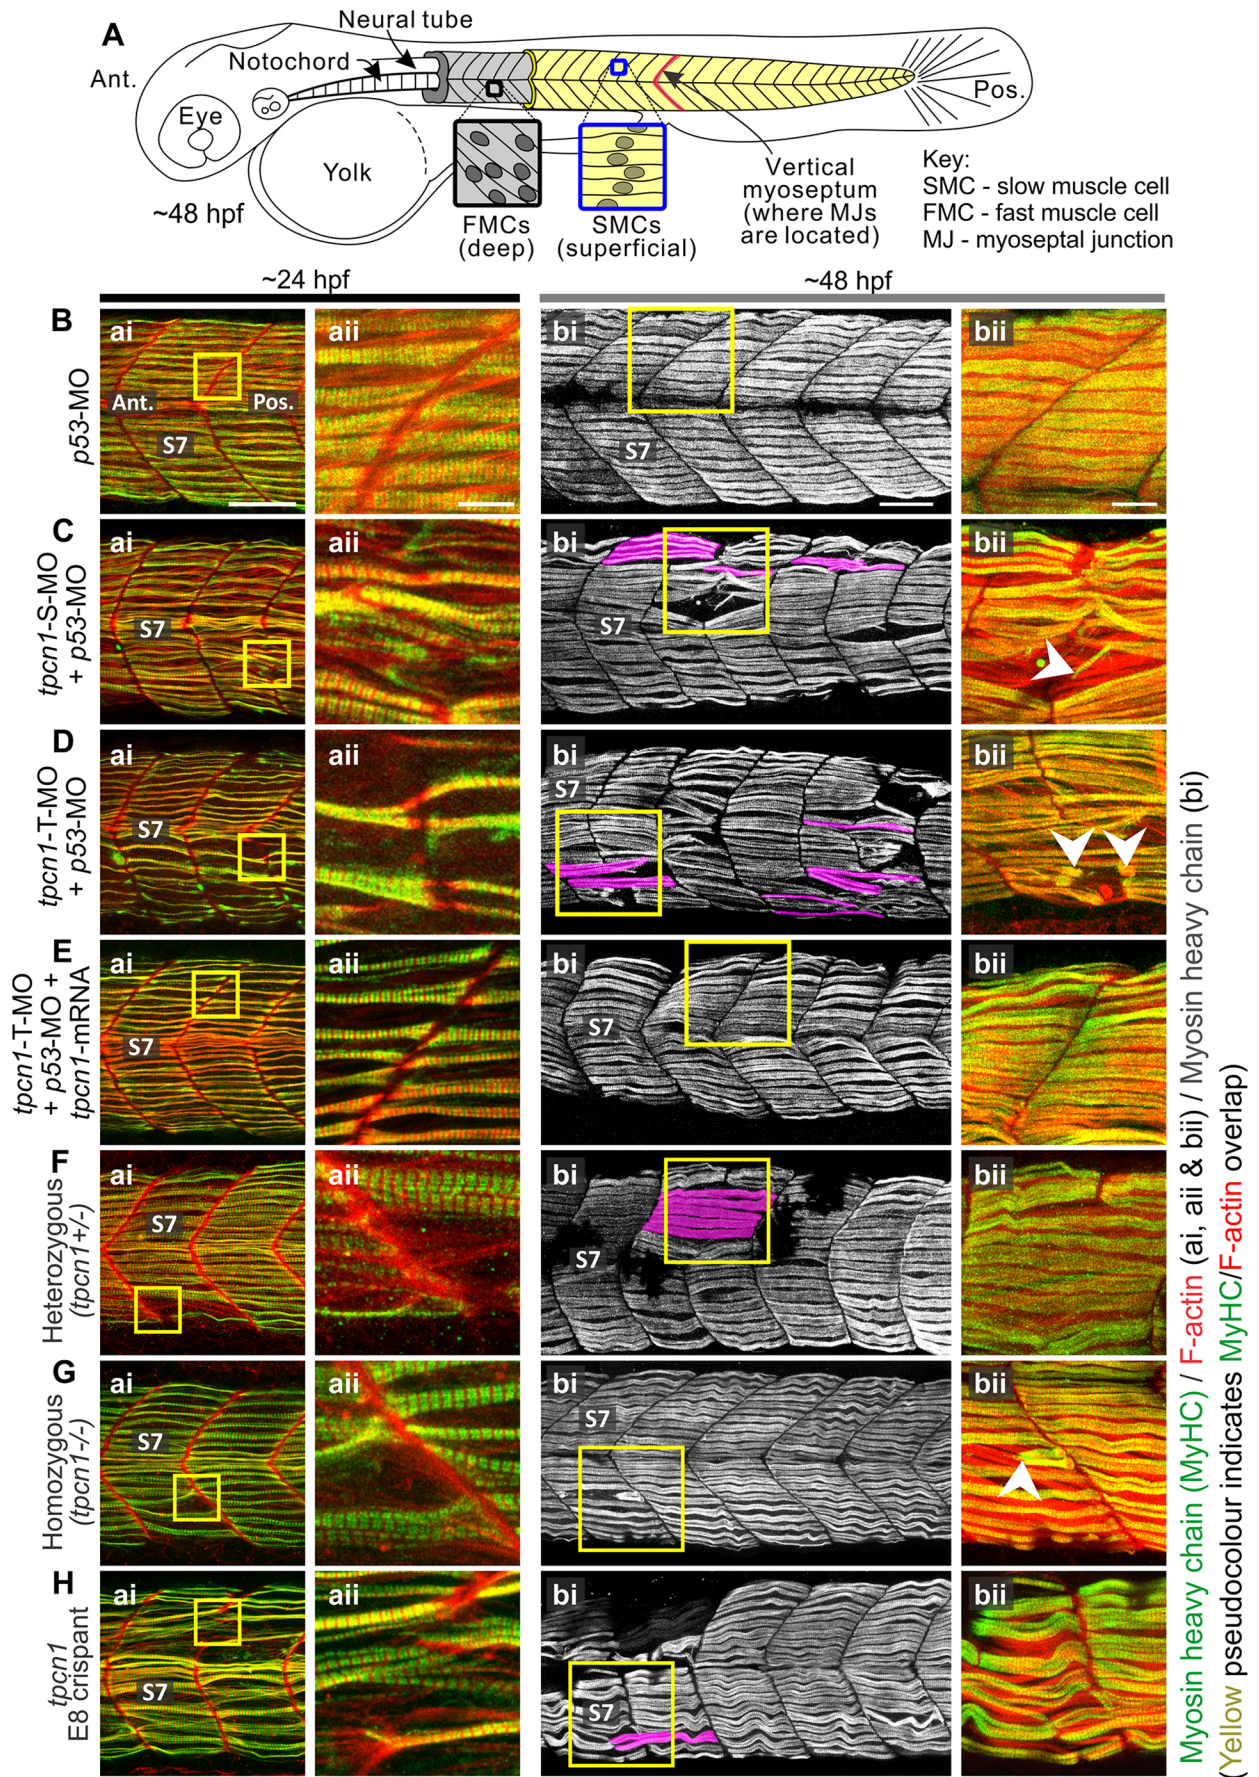 A
Neural tube
Notochord
Ant.
Pos.
Eye
Yolk
~48 hpf
FMCs
(deep)
SMCs
(superficial)
Vertical
myoseptum
(where MJs
are located)
Key:
SMC - slow muscle cell
FMC - fast muscle cell
MJ - myoseptal junction
~24 hpf
~48 hpf
B
p53-MO
ai
Ant.
Pos.
S7
aii
bi
S7
bii
C
tpcn1-S-MO
+ p53-MO
ai
S7
aii
bi
S7
bii
D
tpcn1-T-MO
+ p53-MO
ai
S7
aii
bi
S7
bii
E
tpcn1-T-MO
+ p53-MO +
tpcn1-mRNA
ai
S7
aii
bi
S7
bii
F
Heterozygous
(tpcn1+/-)
ai
S7
aii
bi
S7
bii
G
Homozygous
(tpcn1-/-)
ai
S7
aii
bi
S7
bii
H
tpcn1
E8 crispant
ai
S7
aii
bi
S7
bii
Myosin heavy chain (MyHC) / F-actin (ai, aii & bii) / Myosin heavy chain (bi)
(Yellow pseudocolour indicates MyHC/F-actin overlap)